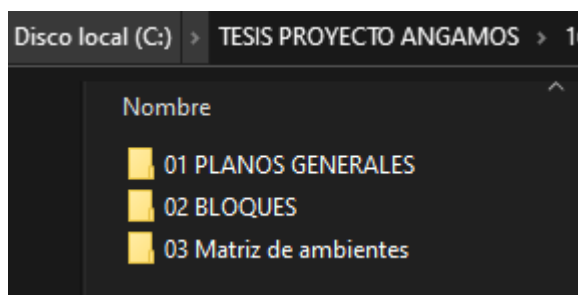 Disco local (C:) > TESIS PROYECTO ANGAMOS >
Nombre
01 PLANOS GENERALES
02 BLOQUES
03 Matriz de ambientes